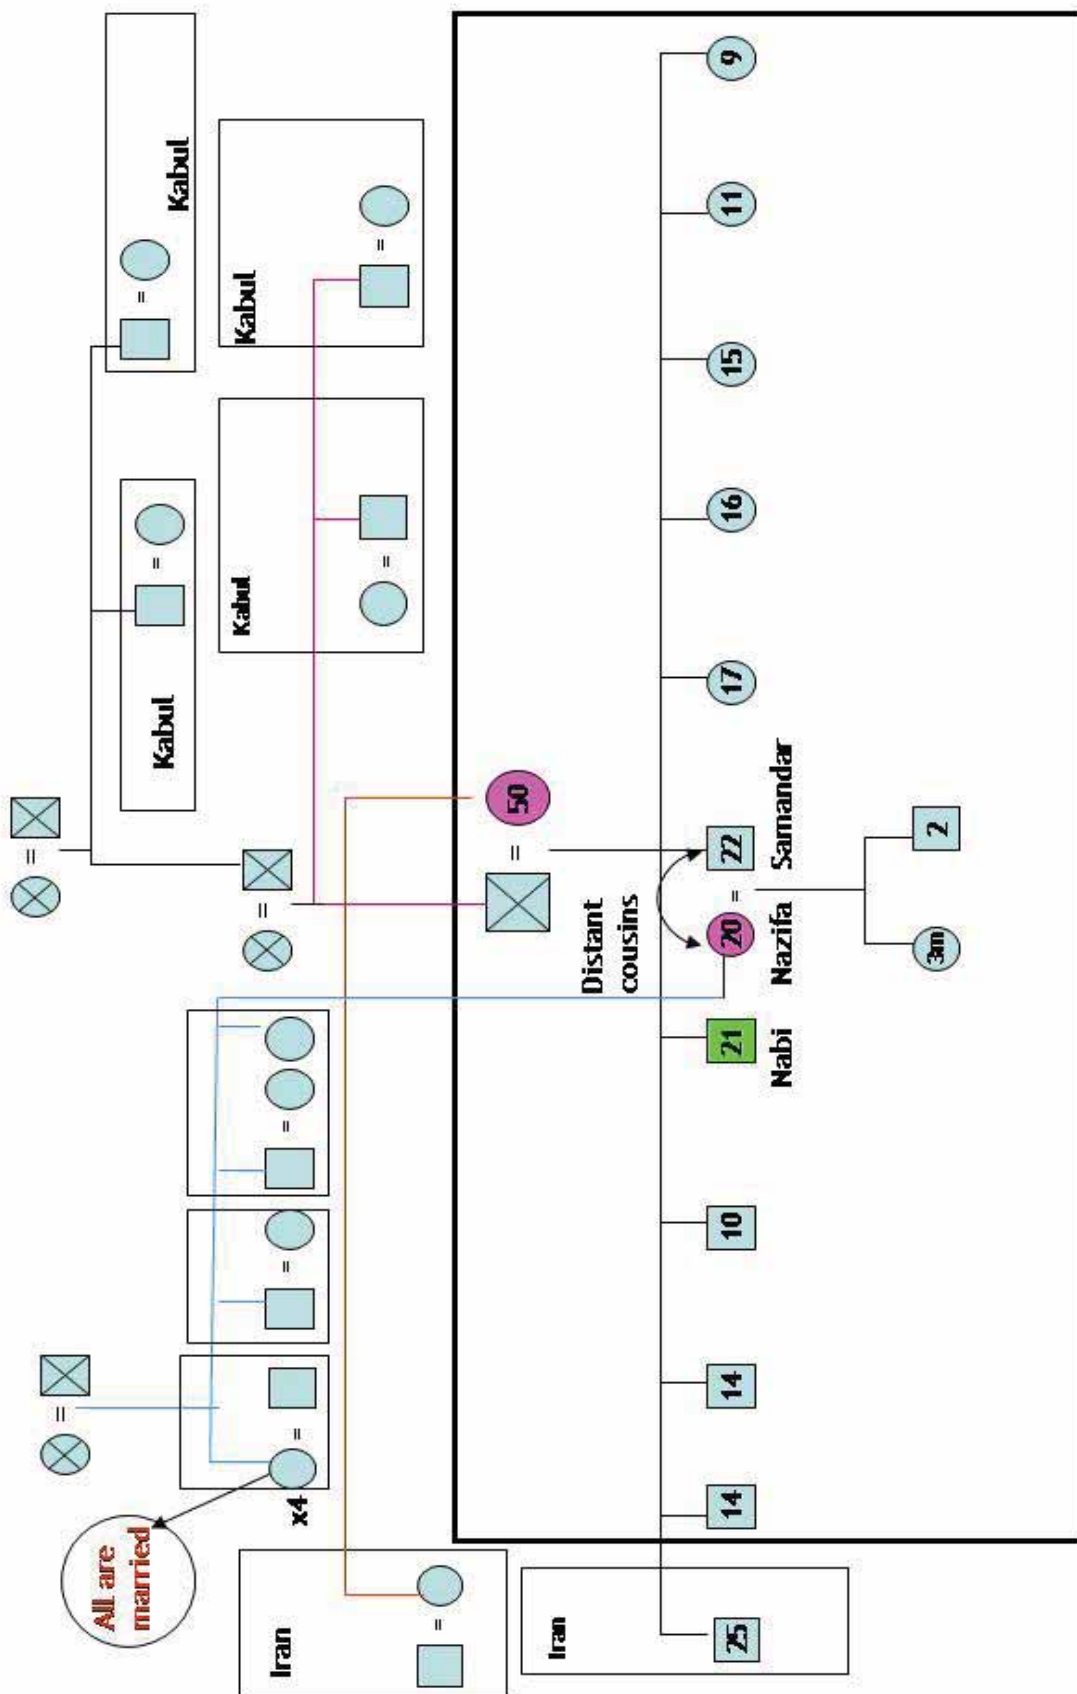 =
=
All are
married
=
Kabul
=
Kabul
=
Kabul
Kabul
x4
=
=
=
Iran
=
=
=
=
50
Iran
Distant
cousins
25
14
14
10
21
20
=
22
17
16
15
11
9
Nabi
Nazifa
Samandar
3m
2